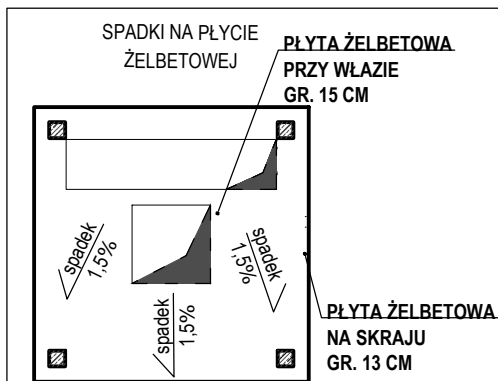 SPADKI NA PŁYCIE
ŻELBETOWEJ
PŁYTA ŻELBETOWA
PRZY WŁAZIE
GR. 15 CM
spadek
1,5%
spadek
1,5%
spadek
1,5%
PŁYTA ŻELBETOWA
NA SKRAJU
GR. 13 CM